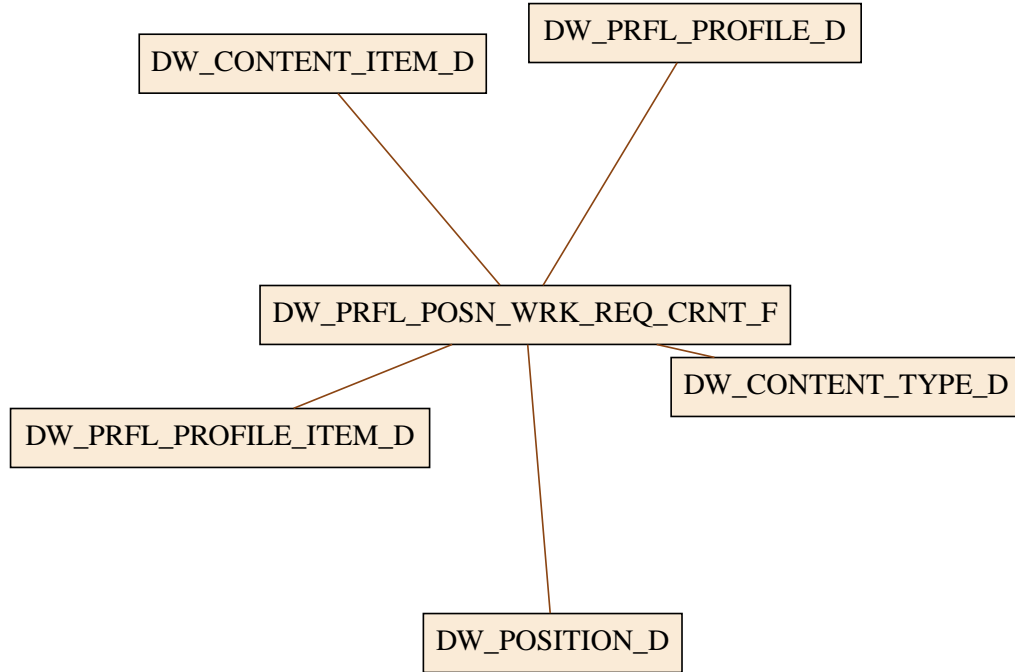 DW_PRFL_PROFILE_D
DW_CONTENT_ITEM_D
DW_PRFL_POSN_WRK_REQ_CRNT_F
DW_CONTENT_TYPE_D
DW_PRFL_PROFILE_ITEM_D
DW_POSITION_D